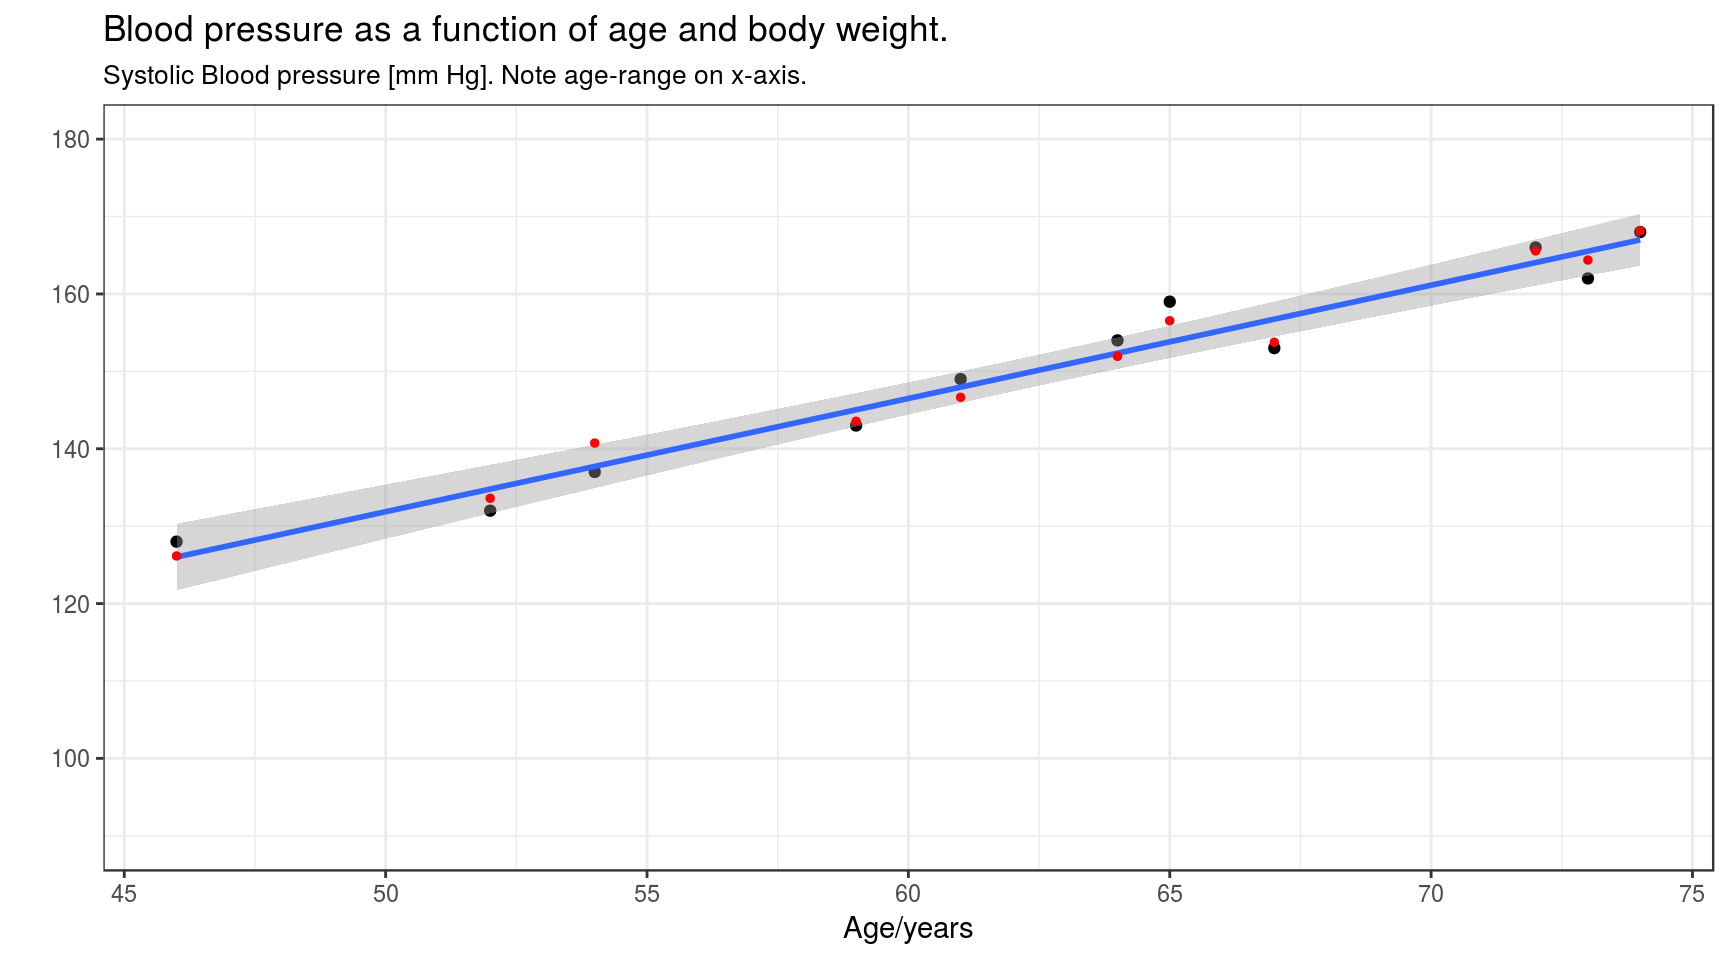 Blood pressure as a function of age and body weight.
Systolic Blood pressure [mm Hg]. Note age-range on x-axis.
180
160
140
120
100
45 50 55 60 65 70 75
Age/years